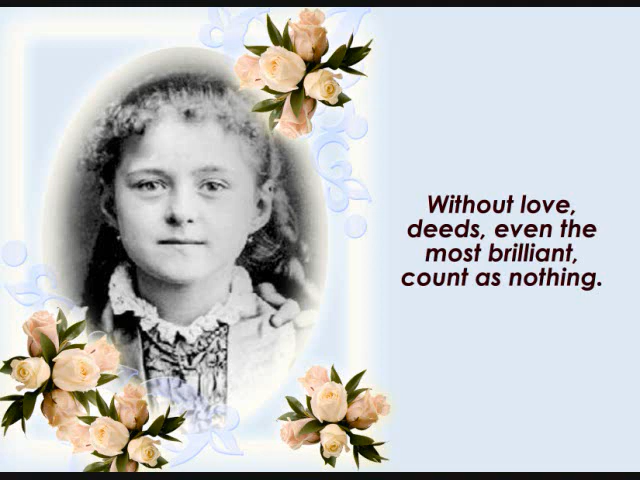 Without love,
deeds, even the
most brilliant,
count as nothing.